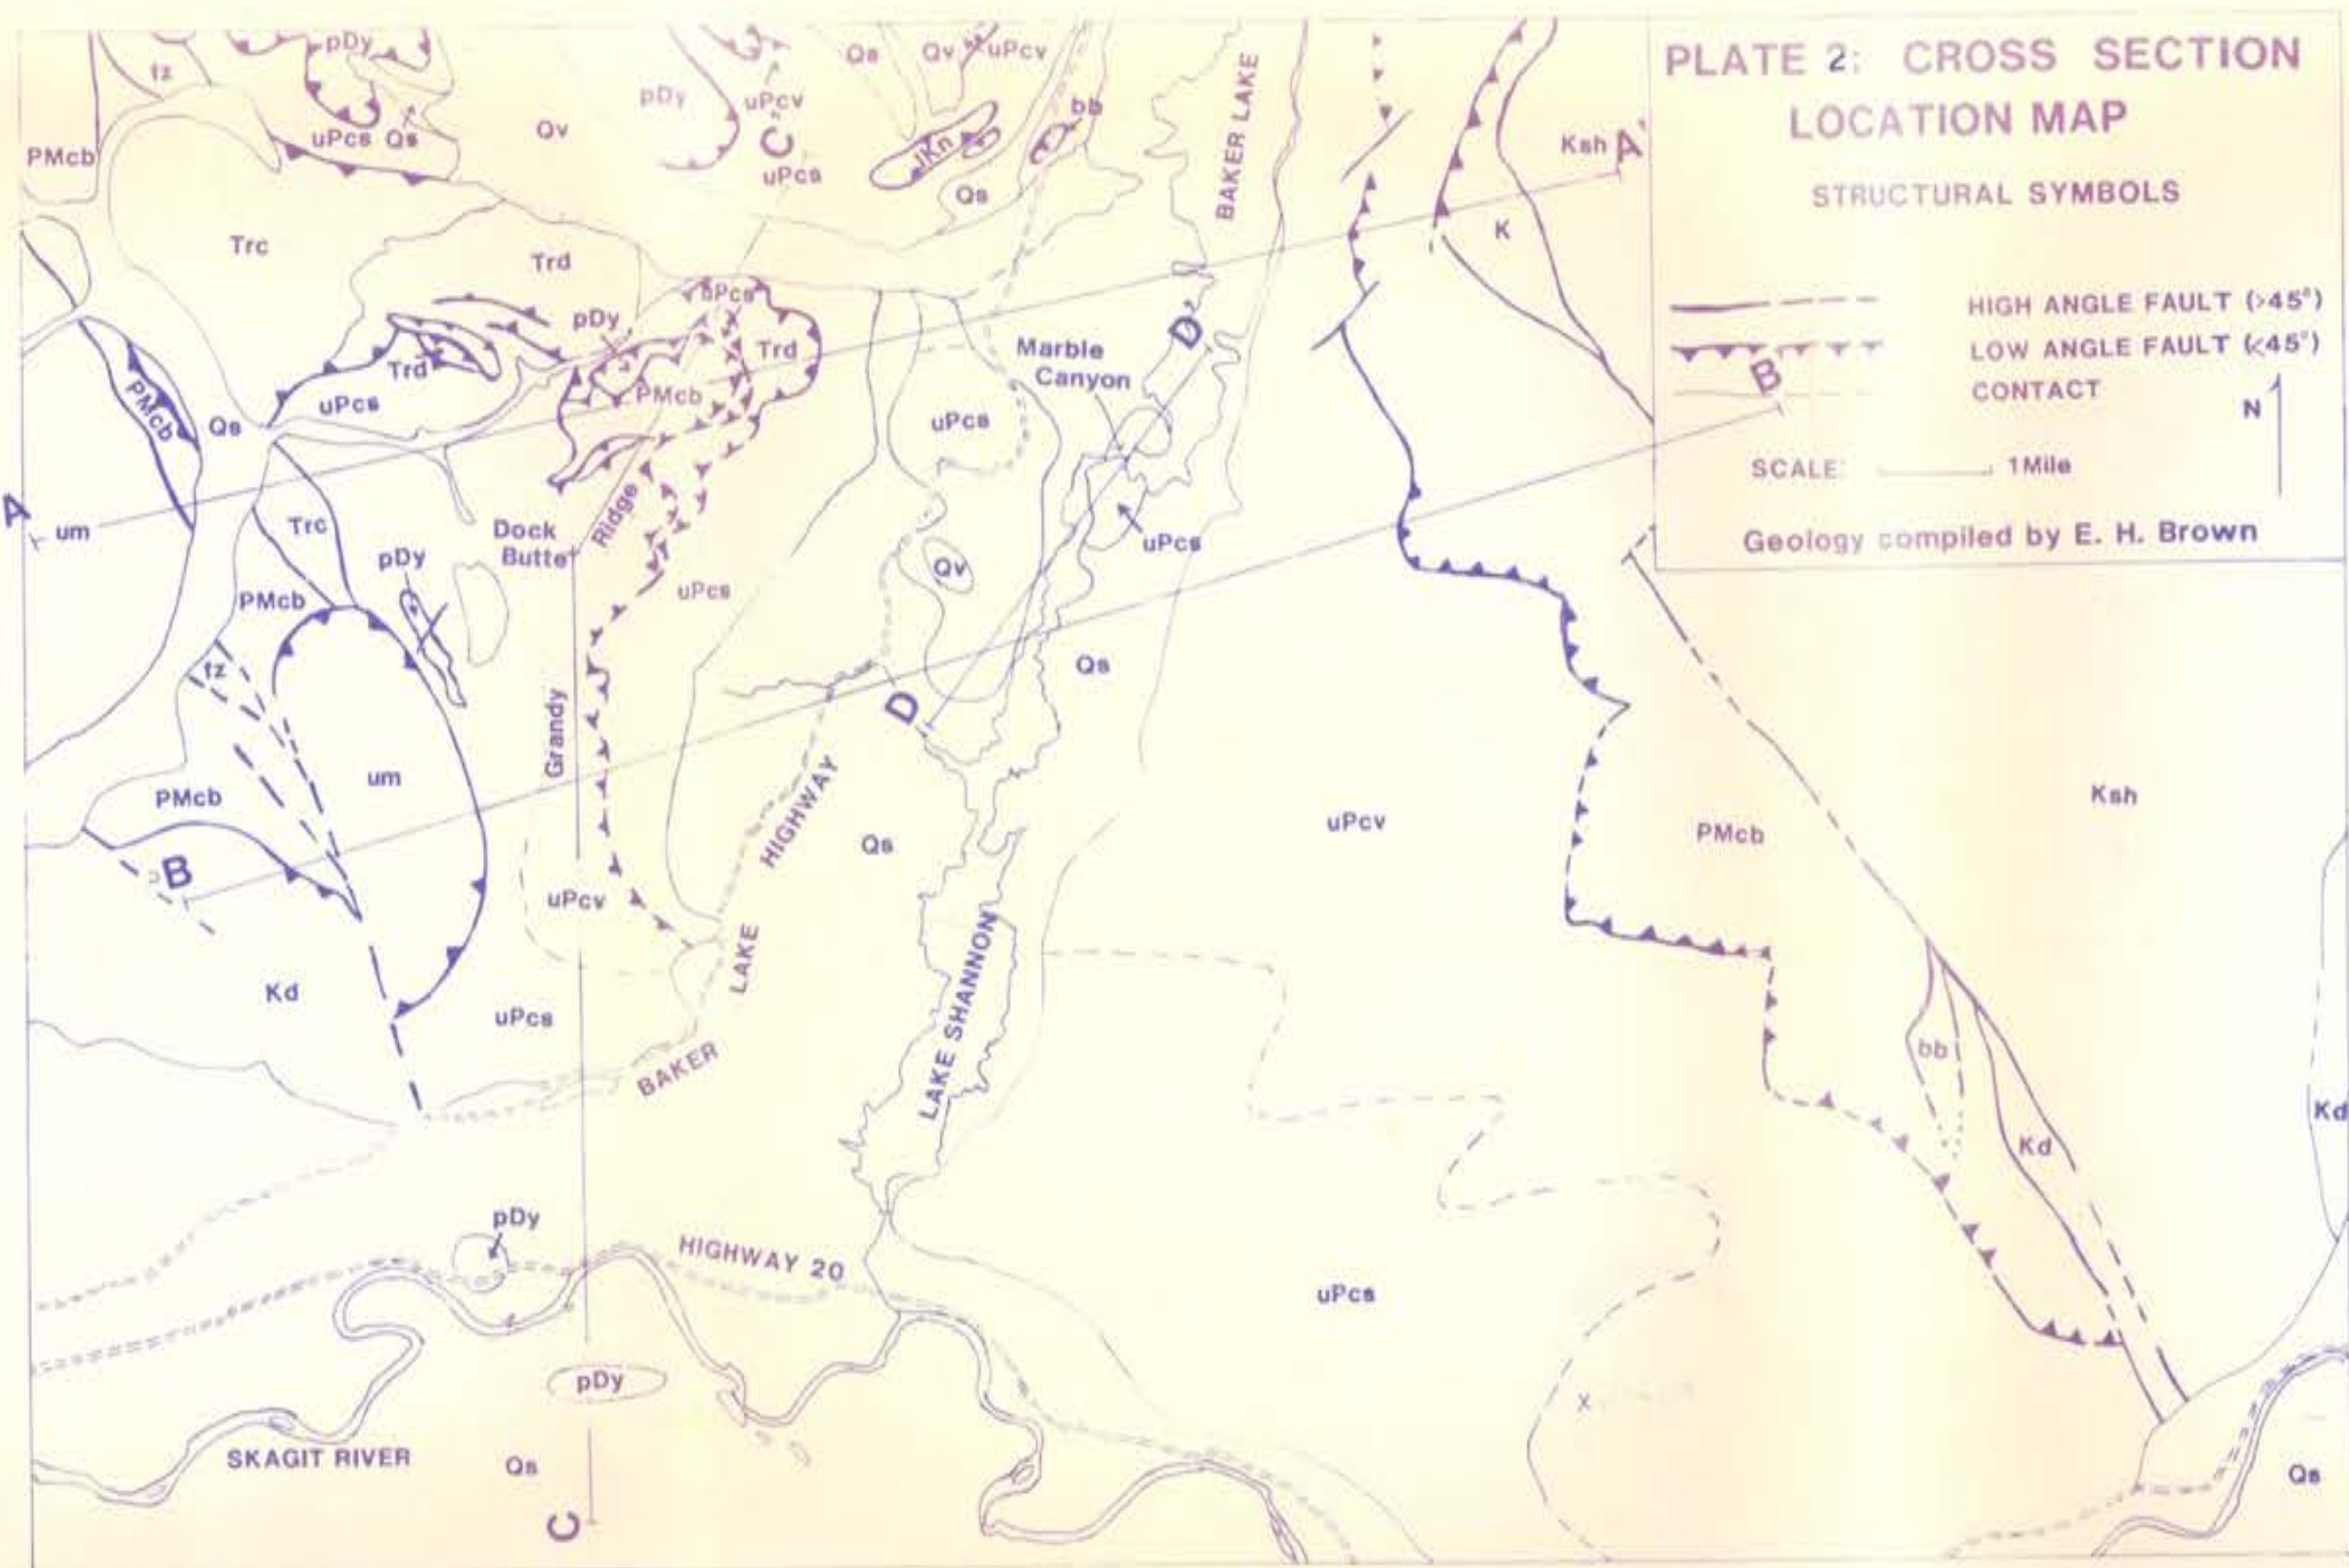 PLATE 2: CROSS SECTION
LOCATION MAP
STRUCTURAL SYMBOLS
HIGH ANGLE FAULT (>45°)
LOW ANGLE FAULT (<45°)
CONTACT
N
SCALE: 1 Mile
Geology compiled by E. H. Brown
pDy
fz
Qs
Qv
uPcv
PMcb
uPcs
Qs
Qv
pDy
uPcv
C'
uPcs
JKn
bb
Qs
BAKER LAKE
Ksh
A'
K
Trc
Trd
uPcs
pDy
Trd
Trd
PMcb
PMcb
Qs
uPcs
Marble
Canyon
D'
B'
uPcs
A
um
Trc
Dock
Butte
Ridge
uPcs
pDy
Qv
PMcb
uPcs
fz
Qs
Grandy
D
um
PMcb
HIGHWAY
Qs
uPcv
PMcb
Ksh
B
uPcv
LAKE
LAKE SHANNON
Kd
uPcs
BAKER
bb
Kd
Kd
pDy
HIGHWAY 20
uPcs
pDy
x
SKAGIT RIVER
Qs
Qs
C